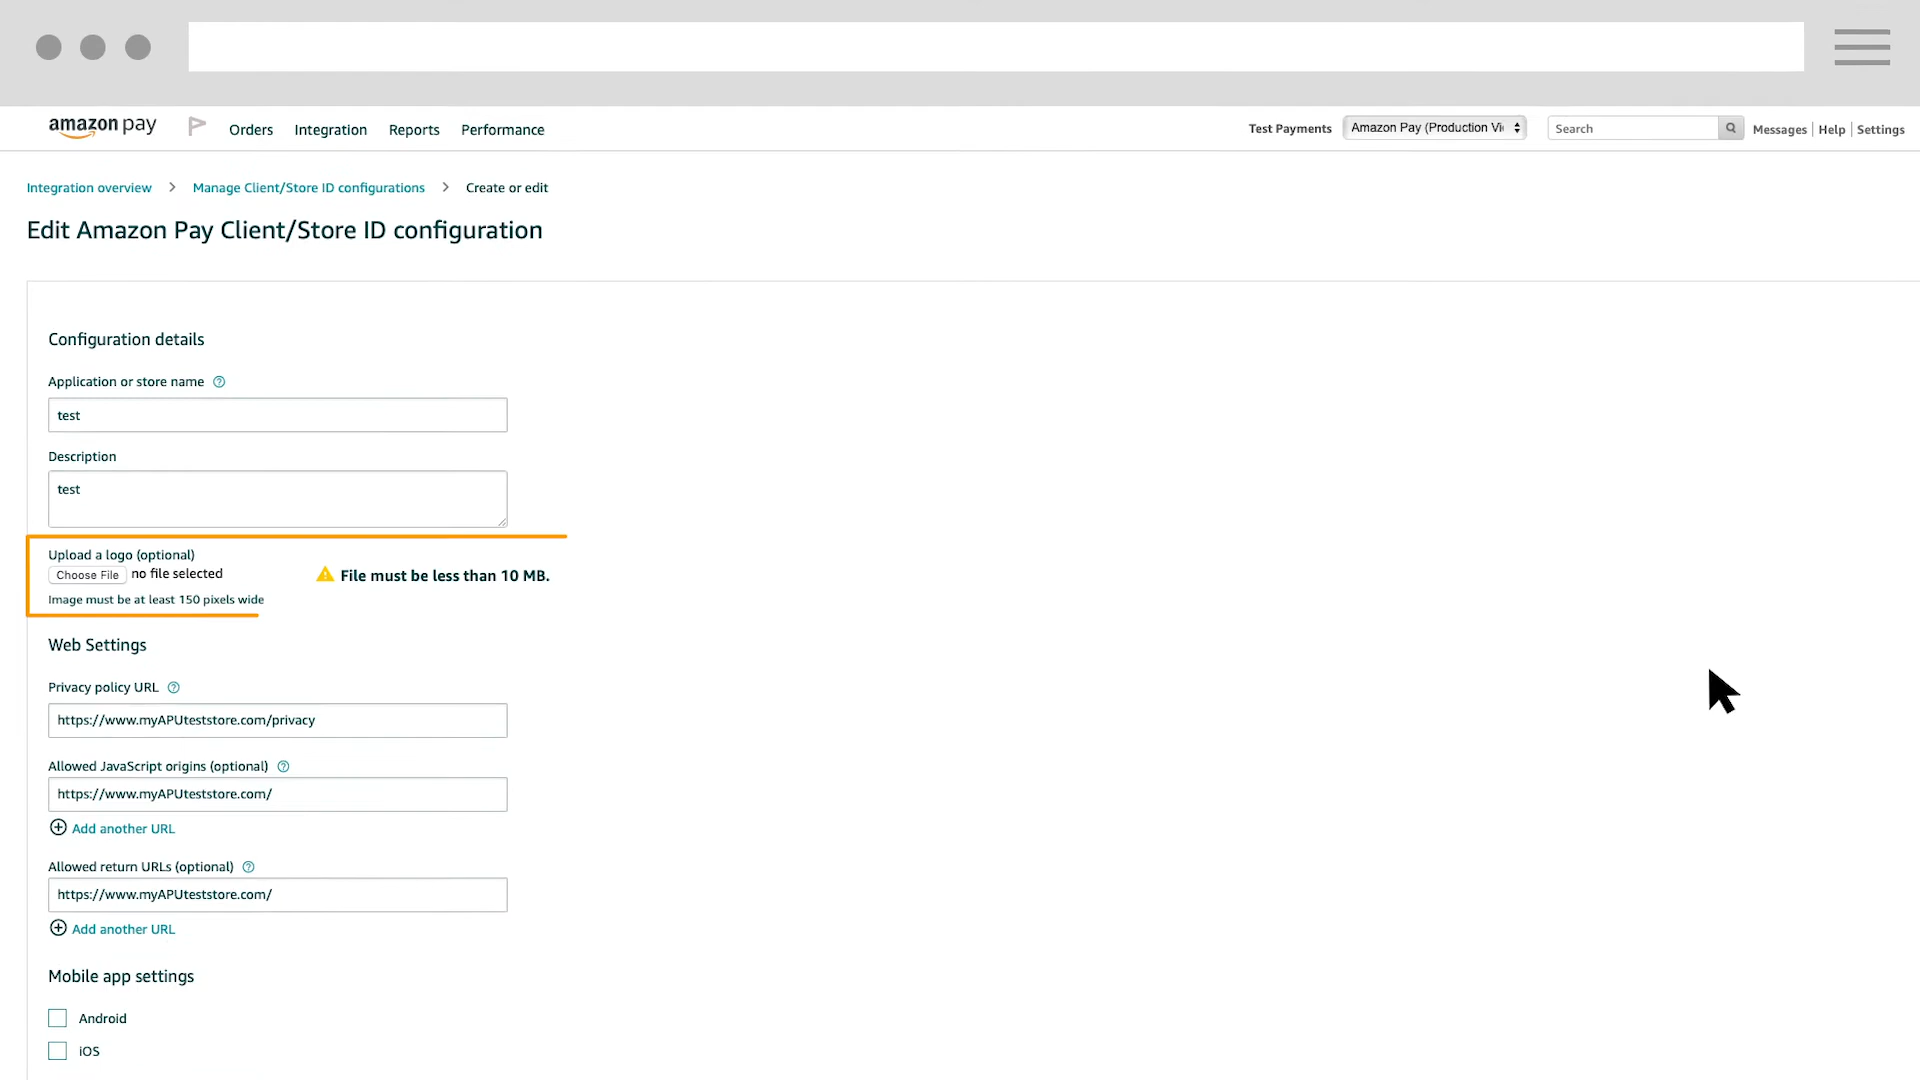 amazon pay
Orders Integration Reports Performance
Test Payments Amazon Pay (Production Vi Search Messages Help Settings
Integration overview Manage Client/Store ID configurations Create or edit
Edit Amazon Pay Client/Store ID configuration
Configuration details
Application or store name
test
Description
test
Upload a logo (optional)
Choose File no file selected
File must be less than 10 MB.
Image must be at least 150 pixels wide
Web Settings
Privacy policy URL
https://www.myAPUteststore.com/privacy
Allowed JavaScript origins (optional)
https://www.myAPUteststore.com/
Add another URL
Allowed return URLs (optional)
https://www.myAPUteststore.com/
Add another URL
Mobile app settings
Android
iOS